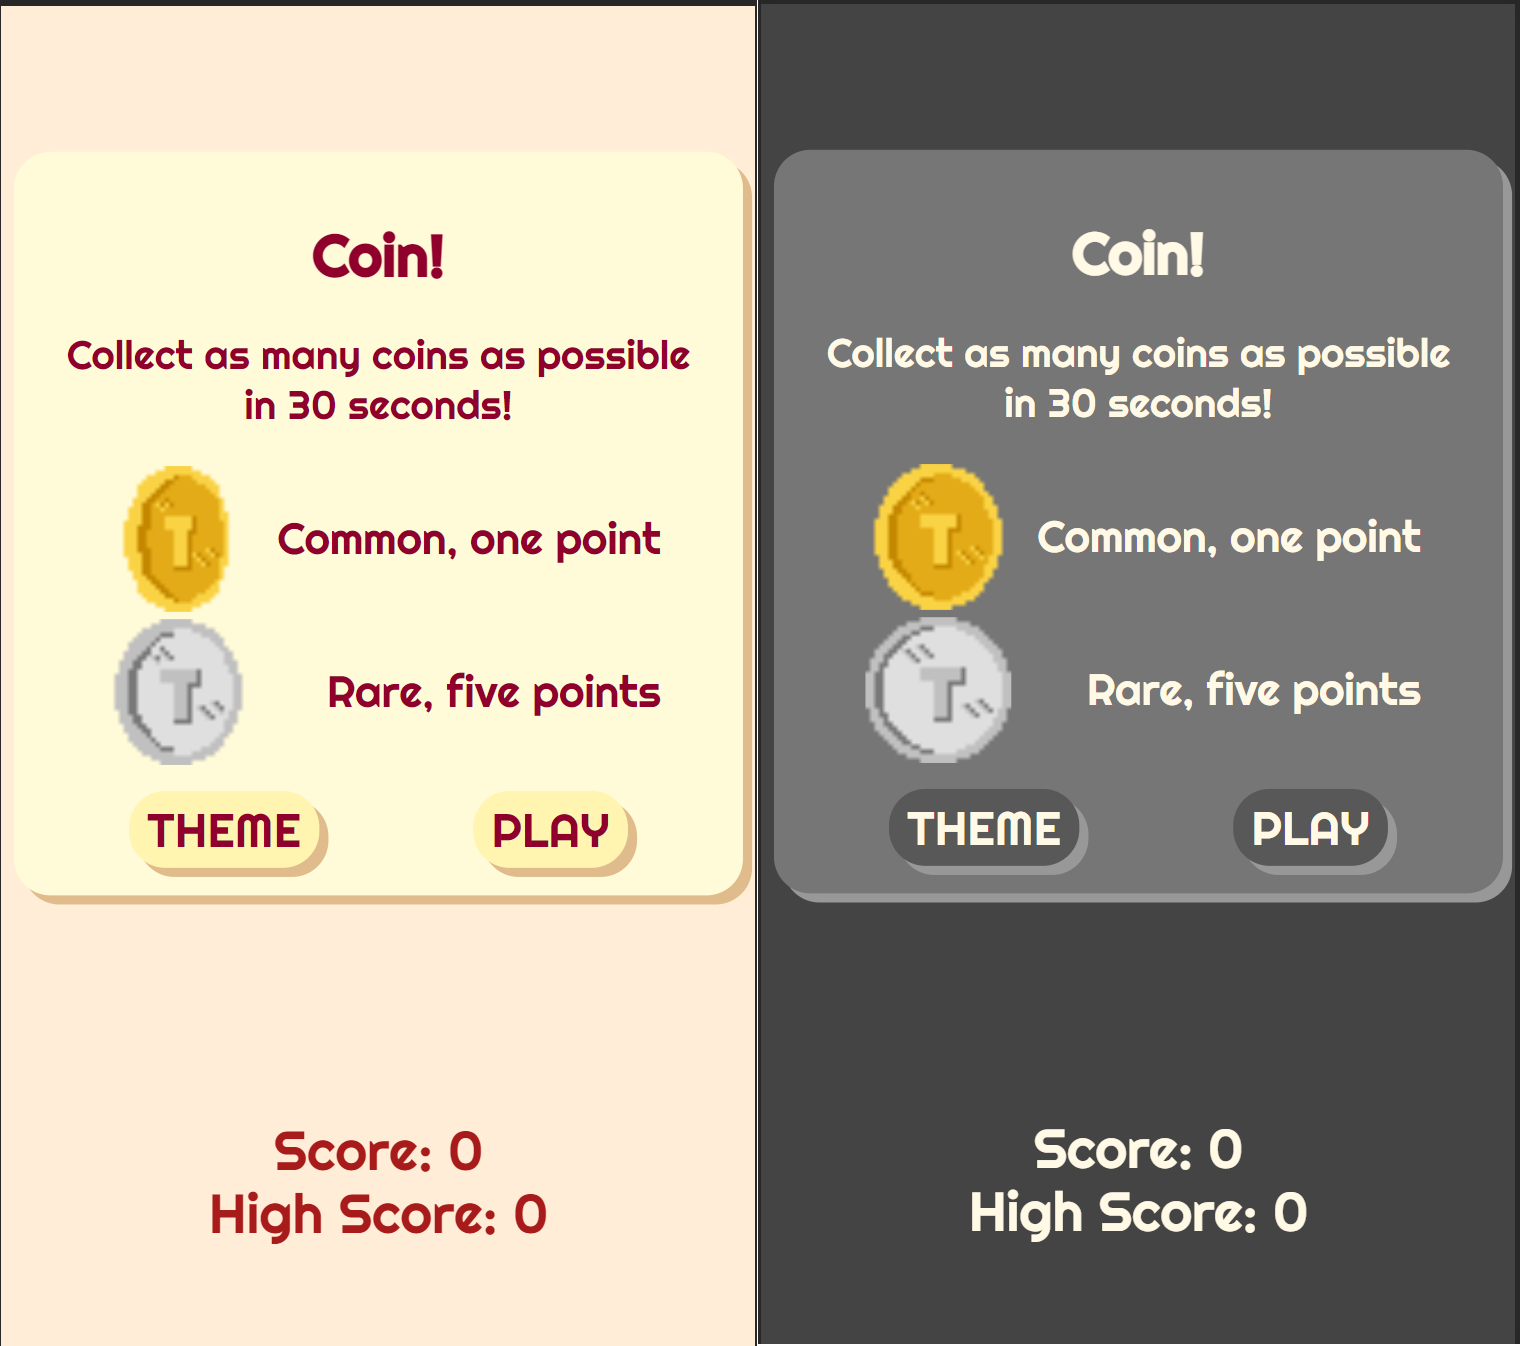 Coin!
Collect as many coins as possible
in 30 seconds!
T
Common, one point
T
Rare, five points
THEME
PLAY
Score: 0
High Score: 0
Coin!
Collect as many coins as possible
in 30 seconds!
T
Common, one point
T
Rare, five points
THEME
PLAY
Score: 0
High Score: 0